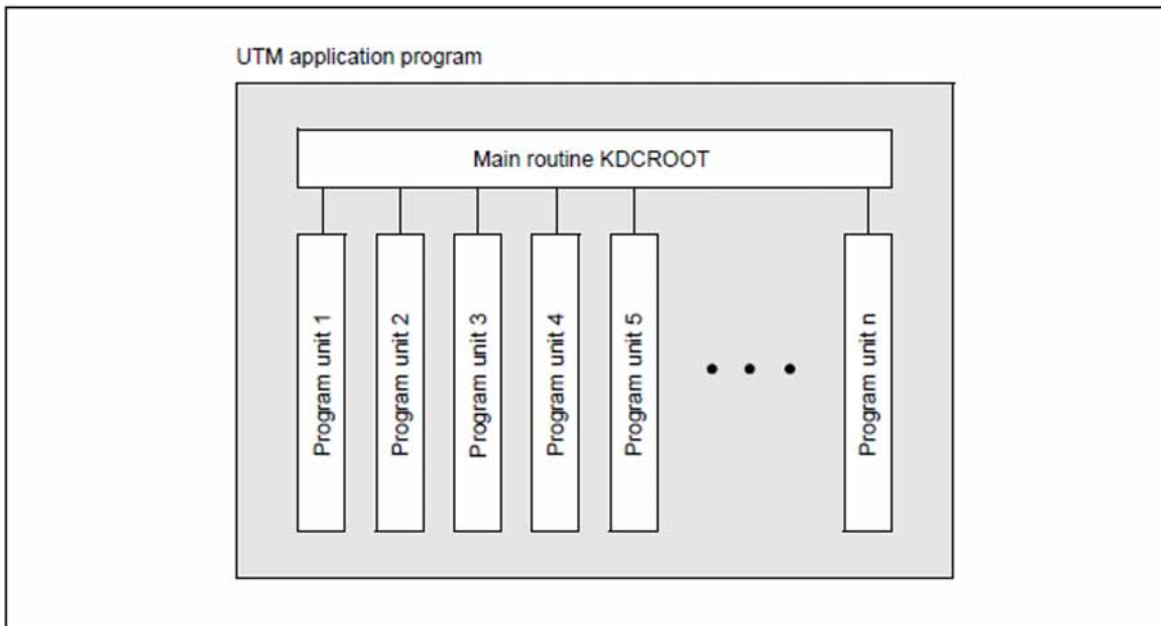 UTM application program
Main routine KDCROOT
Program unit 1
Program unit 2
Program unit 3
Program unit 4
Program unit 5
Program unit n